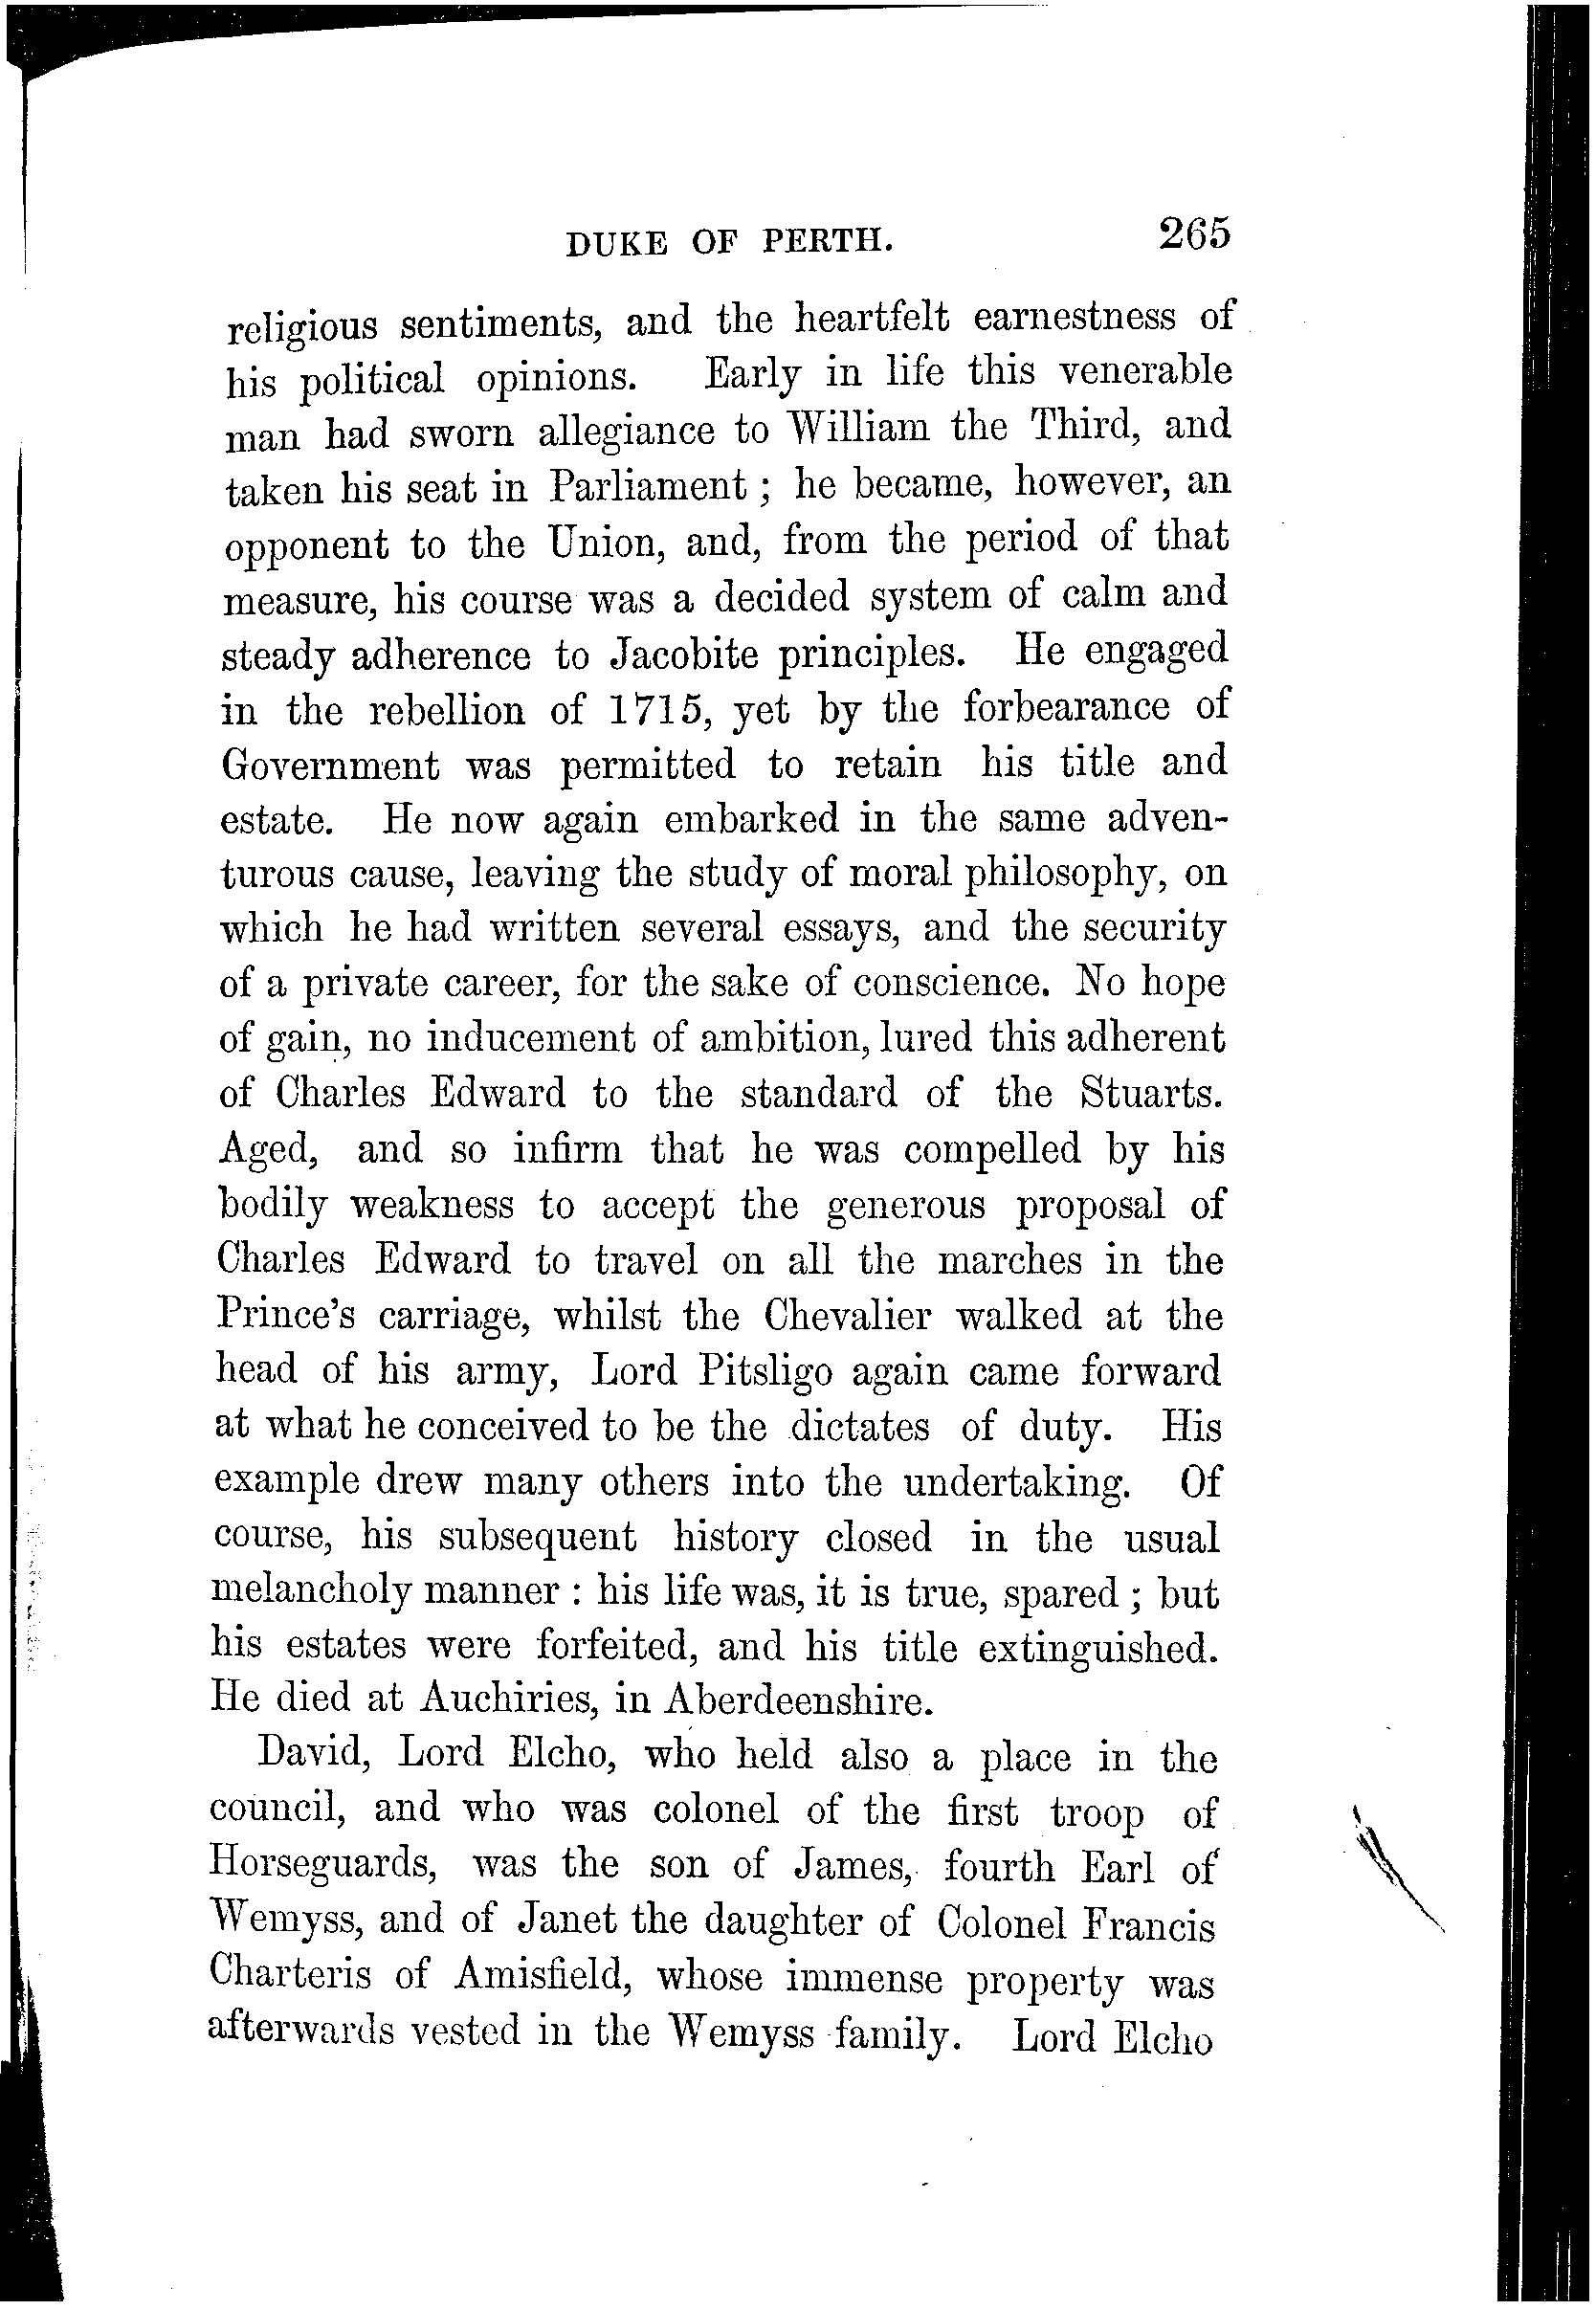 DUKE OF PERTH. 265
religious sentiments, and the heartfelt earnestness of
his political opinions. Early in life this venerable
man had sworn allegiance to William the Third, and
taken his seat in Parliament ; he became, however, an
opponent to the Union, and, from the period of that
measure, his course was a decided system of calm and
steady adherence to Jacobite principles. He engaged
in the rebellion of 1715, yet by the forbearance of
Government was permitted to retain his title and
estate. He now again embarked in the same adven-
turous cause, leaving the study of moral philosophy, on
which he had written several essays, and the security
of a private career, for the sake of conscience. No hope
of gain, no inducement of ambition, lured this adherent
of Charles Edward to the standard of the Stuarts.
Aged, and so infirm that he was compelled by his
bodily weakness to accept the generous proposal of
Charles Edward to travel on all the marches in the
Prince's carriage, whilst the Chevalier walked at the
head of his army, Lord Pitsligo again came forward
at what he conceived to be the dictates of duty. His
example drew many others into the undertaking. Of
course, his subsequent history closed in the usual
melancholy manner : his life was, it is true, spared ; but
his estates were forfeited, and his title extinguished.
He died at Auchiries, in Aberdeenshire.
David, Lord Elcho, who held also a place in the
council, and who was colonel of the first troop of
Horseguards, was the son of James, fourth Earl of
Wemyss, and of Janet the daughter of Colonel Francis
Charteris of Amisfield, whose immense property was
afterwards vested in the Wemyss family. Lord Elcho